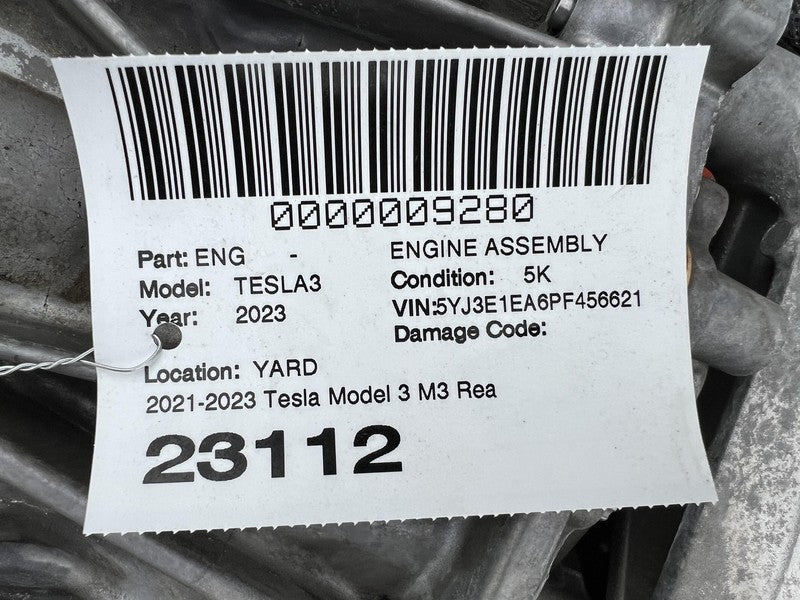 0000009280
Part: ENG - ENGINE ASSEMBLY
Model: TESLA3 Condition: 5K
Year: 2023 VIN:5YJ3E1EA6PF456621
Damage Code:
Location: YARD
2021-2023 Tesla Model 3 M3 Rea
23112